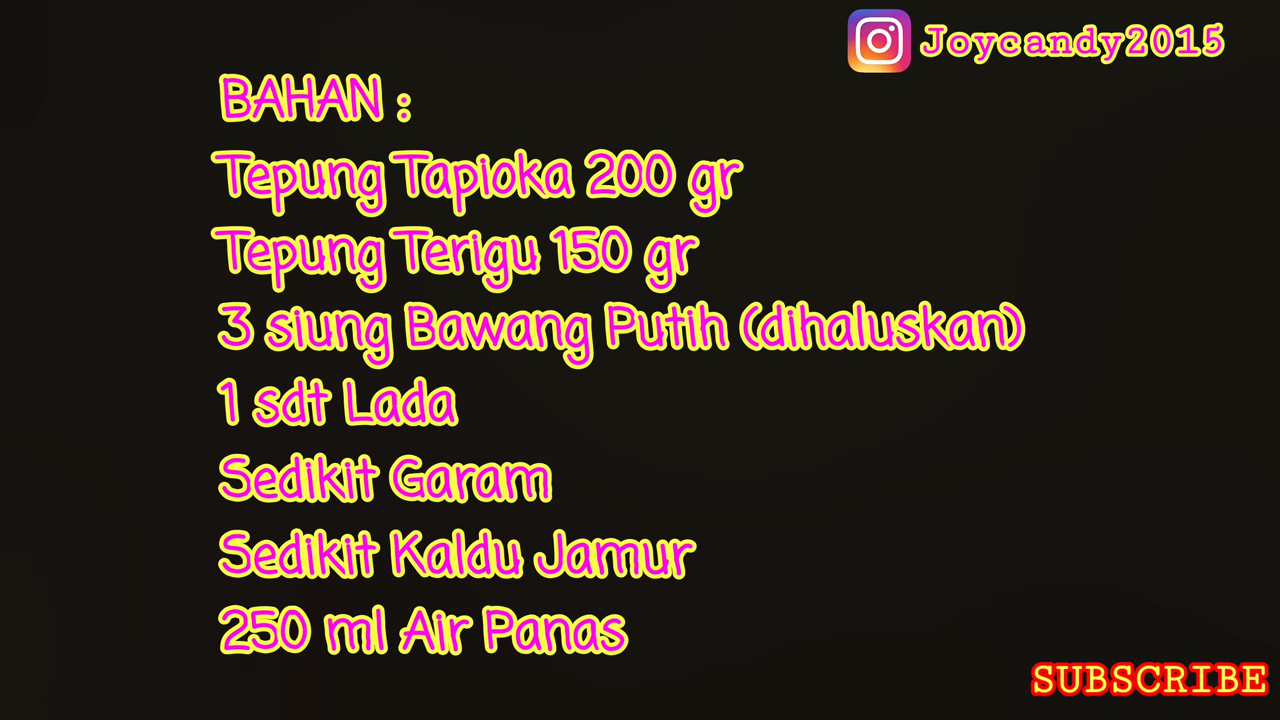 Joycandy2015
BAHAN :
Tepung Tapioka 200 gr
Tepung Terigu 150 gr
3 siung Bawang Putih (dihaluskan)
1 sdt Lada
Sedikit Garam
Sedikit Kaldu Jamur
250 ml Air Panas
SUBSCRIBE